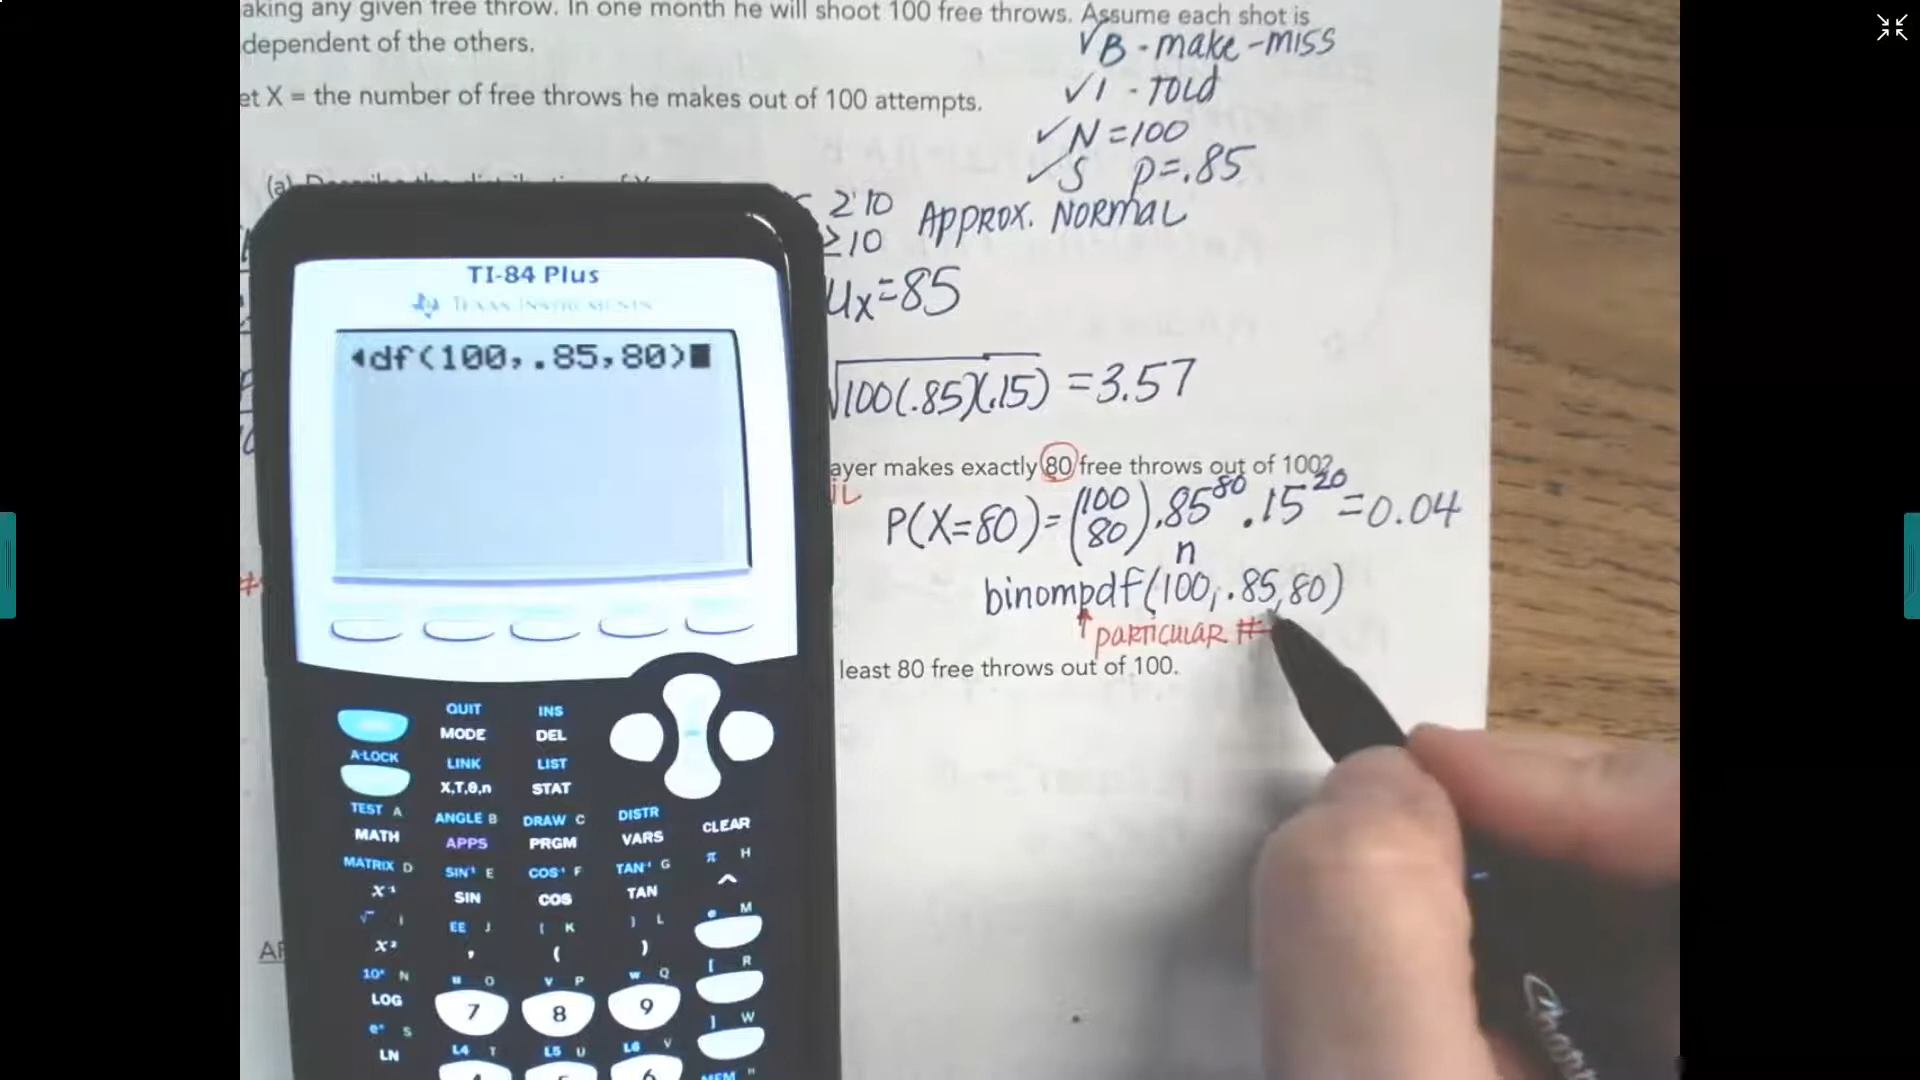 aking any given free throw. In one month he will shoot 100 free throws. Assume each shot is
dependent of the others.
✓B - make - miss
et X = the number of free throws he makes out of 100 attempts.
✓I - TOLD
✓N = 100
✓S P=.85
(a)
≥10 APPROX. NORMAL
≥10
TI-84 Plus
TEXAS INSTRUMENTS
μx=85
df(100,.85,80)
√100(.85)(.15) = 3.57
ayer makes exactly 80 free throws out of 100?
P(X=80) = (100 80) .85^80 .15^20 = 0.04
n
binompdf(100, .85,80)
↑ PARTICULAR #
least 80 free throws out of 100.
QUIT INS
MODE DEL
A-LOCK LINK LIST
X,T,θ,n STAT
TEST A ANGLE B DRAW C DISTR
MATH APPS PRGM VARS CLEAR
MATRIX D SIN⁻¹ E COS⁻¹ F TAN⁻¹ G π H
X⁻¹ SIN COS TAN ^
√ I EE J { K } L e M
X² , ( )
10ˣ N u O v P w Q [ R
LOG 7 8 9
eˣ S L4 T L5 U L6 V ] W
LN 6 MEM "